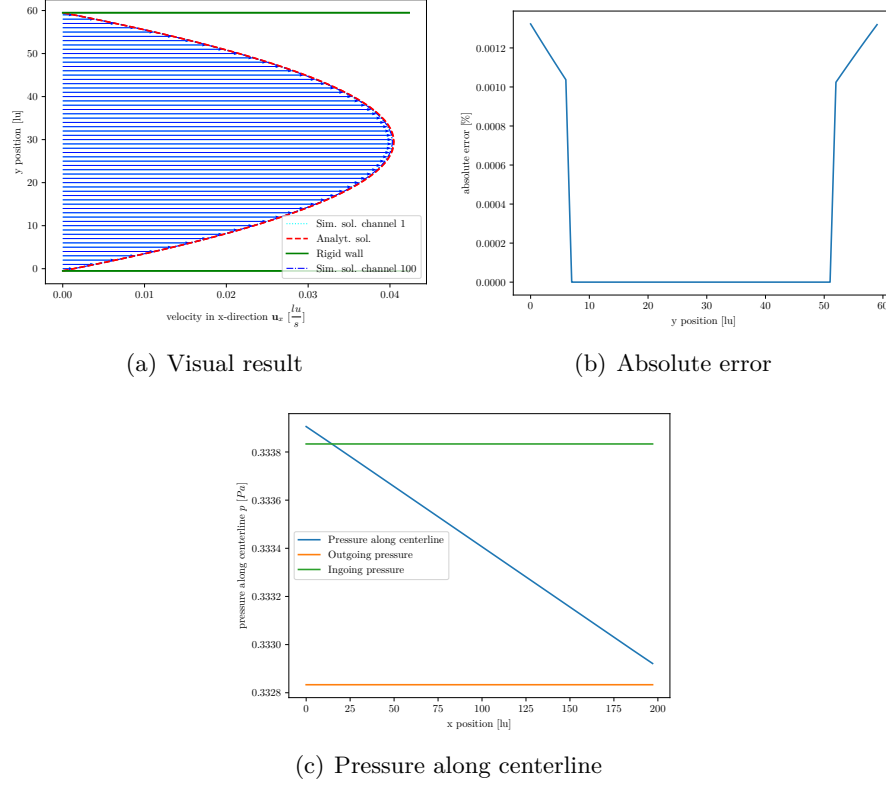 60
50
40
30
20
10
0
y position [lu]
0.00 0.01 0.02 0.03 0.04
velocity in x-direction u_x [lu/s]
Sim. sol. channel 1
Analyt. sol.
Rigid wall
Sim. sol. channel 100
(a) Visual result
0.0012
0.0010
0.0008
0.0006
0.0004
0.0002
0.0000
absolute error [%]
0 10 20 30 40 50 60
y position [lu]
(b) Absolute error
0.3338
0.3336
0.3334
0.3332
0.3330
0.3328
pressure along centerline p [Pa]
Pressure along centerline
Outgoing pressure
Ingoing pressure
0 25 50 75 100 125 150 175 200
x position [lu]
(c) Pressure along centerline